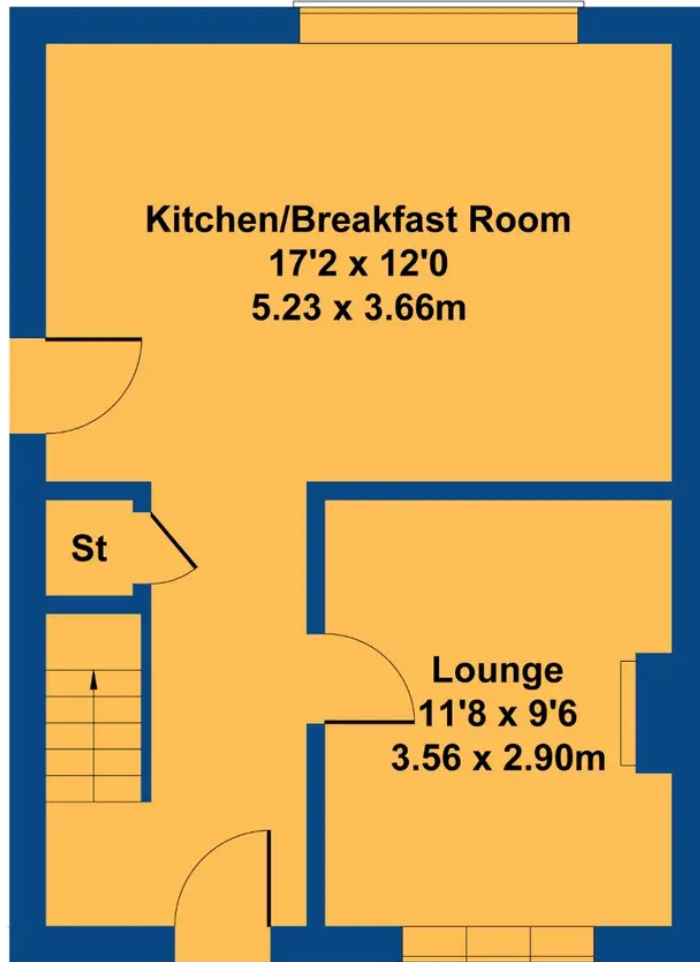 Kitchen/Breakfast Room
17'2 x 12'0
5.23 x 3.66m
St
Lounge
11'8 x 9'6
3.56 x 2.90m